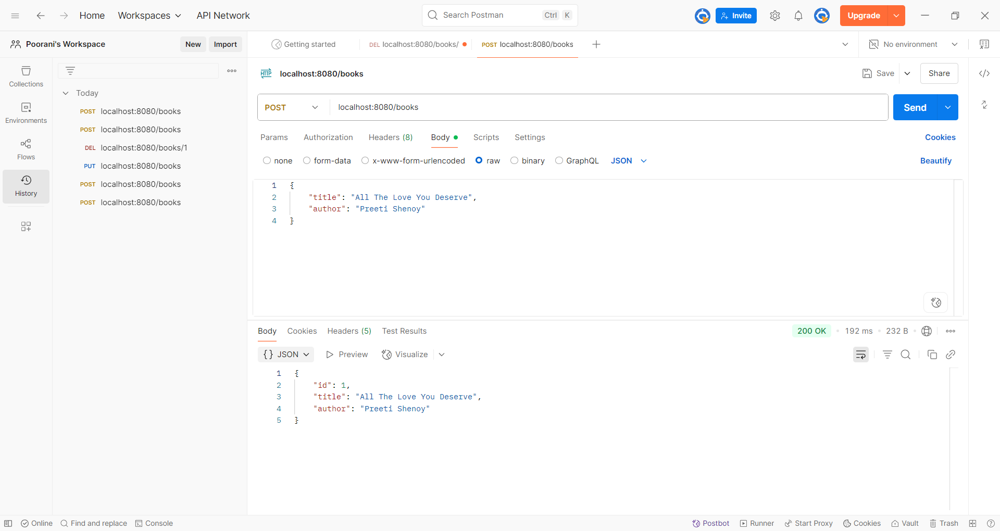 Home Workspaces API Network Search Postman Ctrl K Invite Upgrade
Poorani's Workspace New Import Getting started DEL localhost:8080/books/ POST localhost:8080/books No environment
Collections
Environments
Flows
History
Today
POST localhost:8080/books
POST localhost:8080/books
DEL localhost:8080/books/1
PUT localhost:8080/books
POST localhost:8080/books
POST localhost:8080/books
HTTP localhost:8080/books Save Share
POST localhost:8080/books Send
Params Authorization Headers (8) Body Scripts Settings Cookies
none form-data x-www-form-urlencoded raw binary GraphQL JSON Beautify
1 {
2 "title": "All The Love You Deserve",
3 "author": "Preeti Shenoy"
4 }
Body Cookies Headers (5) Test Results 200 OK 192 ms 232 B
{} JSON Preview Visualize
1 {
2 "id": 1,
3 "title": "All The Love You Deserve",
4 "author": "Preeti Shenoy"
5 }
Online Find and replace Console Postbot Runner Start Proxy Cookies Vault Trash